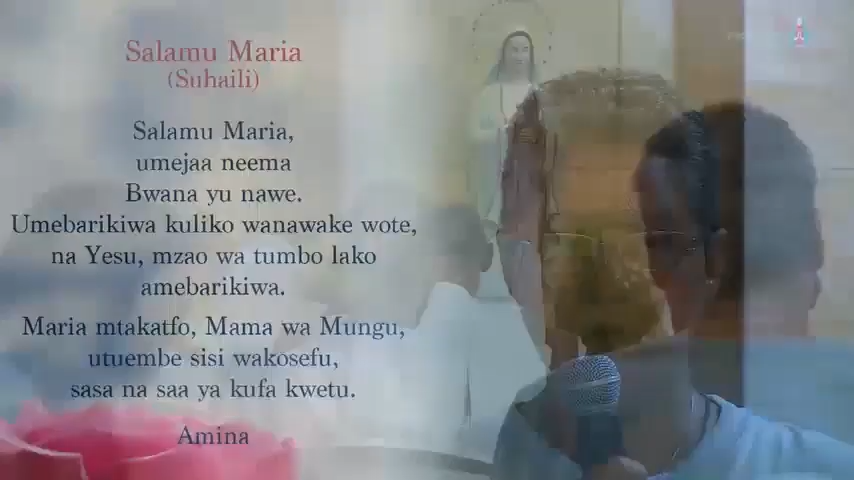 Salamu Maria
(Suhaili)
Salamu Maria,
umejaa neema
Bwana yu nawe.
Umebarikiwa kuliko wanawake wote,
na Yesu, mzao wa tumbo lako
amebarikiwa.
Maria mtakatfo, Mama wa Mungu,
utuembe sisi wakosefu,
sasa na saa ya kufa kwetu.
Amina